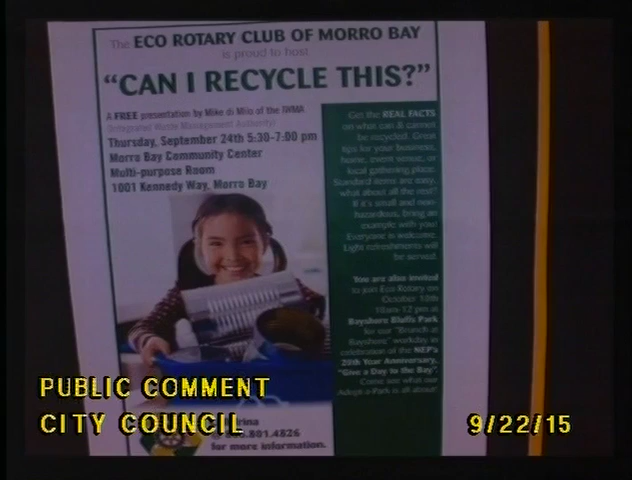 The ECO ROTARY CLUB OF MORRO BAY
is proud to host
“CAN I RECYCLE THIS?”
A FREE presentation by Mike di Milo of the IWMA
(Integrated Waste Management Authority)
Thursday, September 24th 5:30-7:00 pm
Morro Bay Community Center
Multi-purpose Room
1001 Kennedy Way, Morro Bay
Get the REAL FACTS
on what can & cannot
be recycled. Great
tips for your business,
home, event venue, or
local gathering place.
Standard items are easy,
what about all the rest?
If it's small and non-
hazardous, bring an
example with you!
Everyone is welcome.
Light refreshments will
be served.
You are also invited
to join Eco Rotary on
October 10th
10am-12 pm at
Bayshore Bluffs Park
for our "Brunch at
Bayshore" workday in
celebration of the NEP's
20th Year Anniversary,
"Give a Day to the Bay".
Come see what our
Adopt-a-Park is all about!
.801.4826
for more information.
PUBLIC COMMENT
CITY COUNCIL
9/22/15